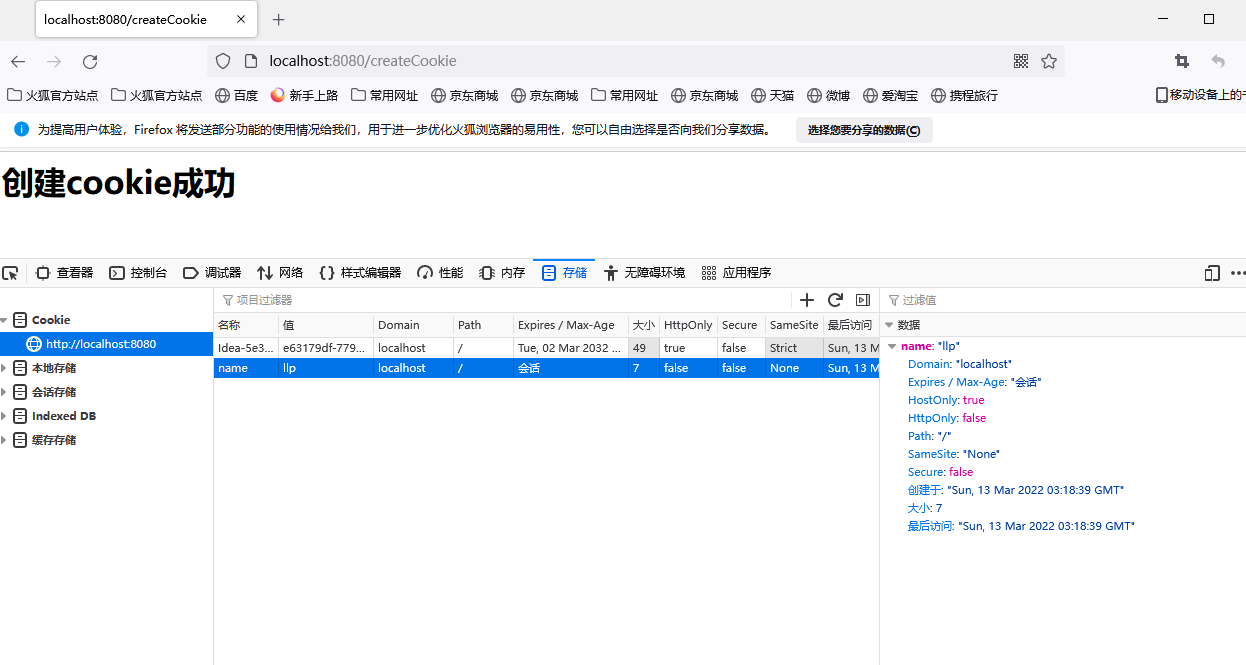 localhost:8080/createCookie
localhost:8080/createCookie
火狐官方站点 火狐官方站点 百度 新手上路 常用网址 京东商城 京东商城 常用网址 京东商城 天猫 微博 爱淘宝 携程旅行 移动设备上的
为提高用户体验，Firefox 将发送部分功能的使用情况给我们，用于进一步优化火狐浏览器的易用性，您可以自由选择是否向我们分享数据。 选择您要分享的数据(C)
创建cookie成功
查看器 控制台 调试器 网络 {} 样式编辑器 性能 内存 存储 无障碍环境 应用程序
项目过滤器 过滤值
Cookie
http://localhost:8080
本地存储
会话存储
Indexed DB
缓存存储
名称 值 Domain Path Expires / Max-Age 大小 HttpOnly Secure SameSite 最后访问
Idea-5e3... e63179df-779... localhost / Tue, 02 Mar 2032 ... 49 true false Strict Sun, 13 M
name llp localhost / 会话 7 false false None Sun, 13 M
数据
name: "llp"
Domain: "localhost"
Expires / Max-Age: "会话"
HostOnly: true
HttpOnly: false
Path: "/"
SameSite: "None"
Secure: false
创建于: "Sun, 13 Mar 2022 03:18:39 GMT"
大小: 7
最后访问: "Sun, 13 Mar 2022 03:18:39 GMT"